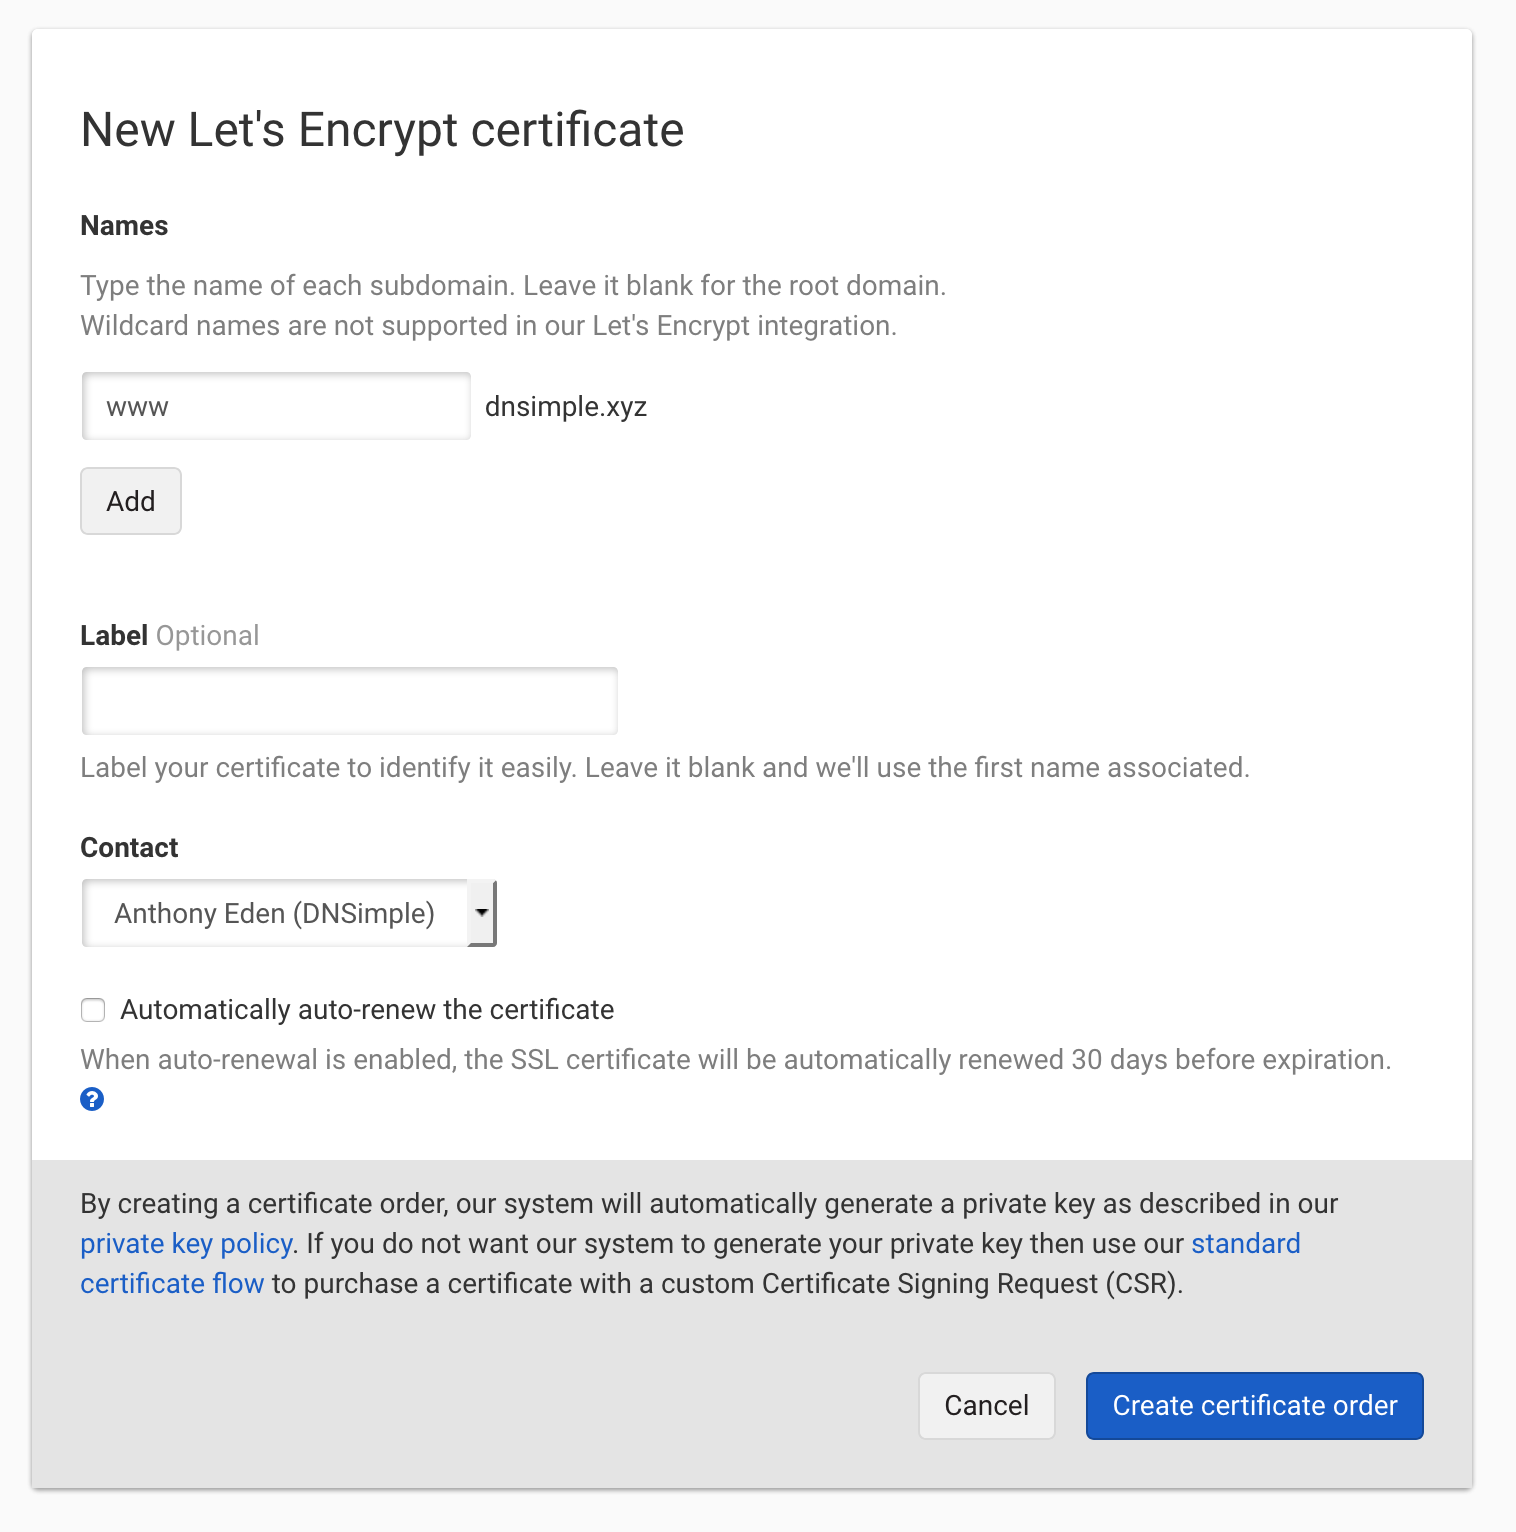 New Let's Encrypt certificate
Names
Type the name of each subdomain. Leave it blank for the root domain.
Wildcard names are not supported in our Let's Encrypt integration.
www dnsimple.xyz
Add
Label Optional
Label your certificate to identify it easily. Leave it blank and we'll use the first name associated.
Contact
Anthony Eden (DNSimple)
Automatically auto-renew the certificate
When auto-renewal is enabled, the SSL certificate will be automatically renewed 30 days before expiration.
?
By creating a certificate order, our system will automatically generate a private key as described in our
private key policy. If you do not want our system to generate your private key then use our standard
certificate flow to purchase a certificate with a custom Certificate Signing Request (CSR).
Cancel Create certificate order